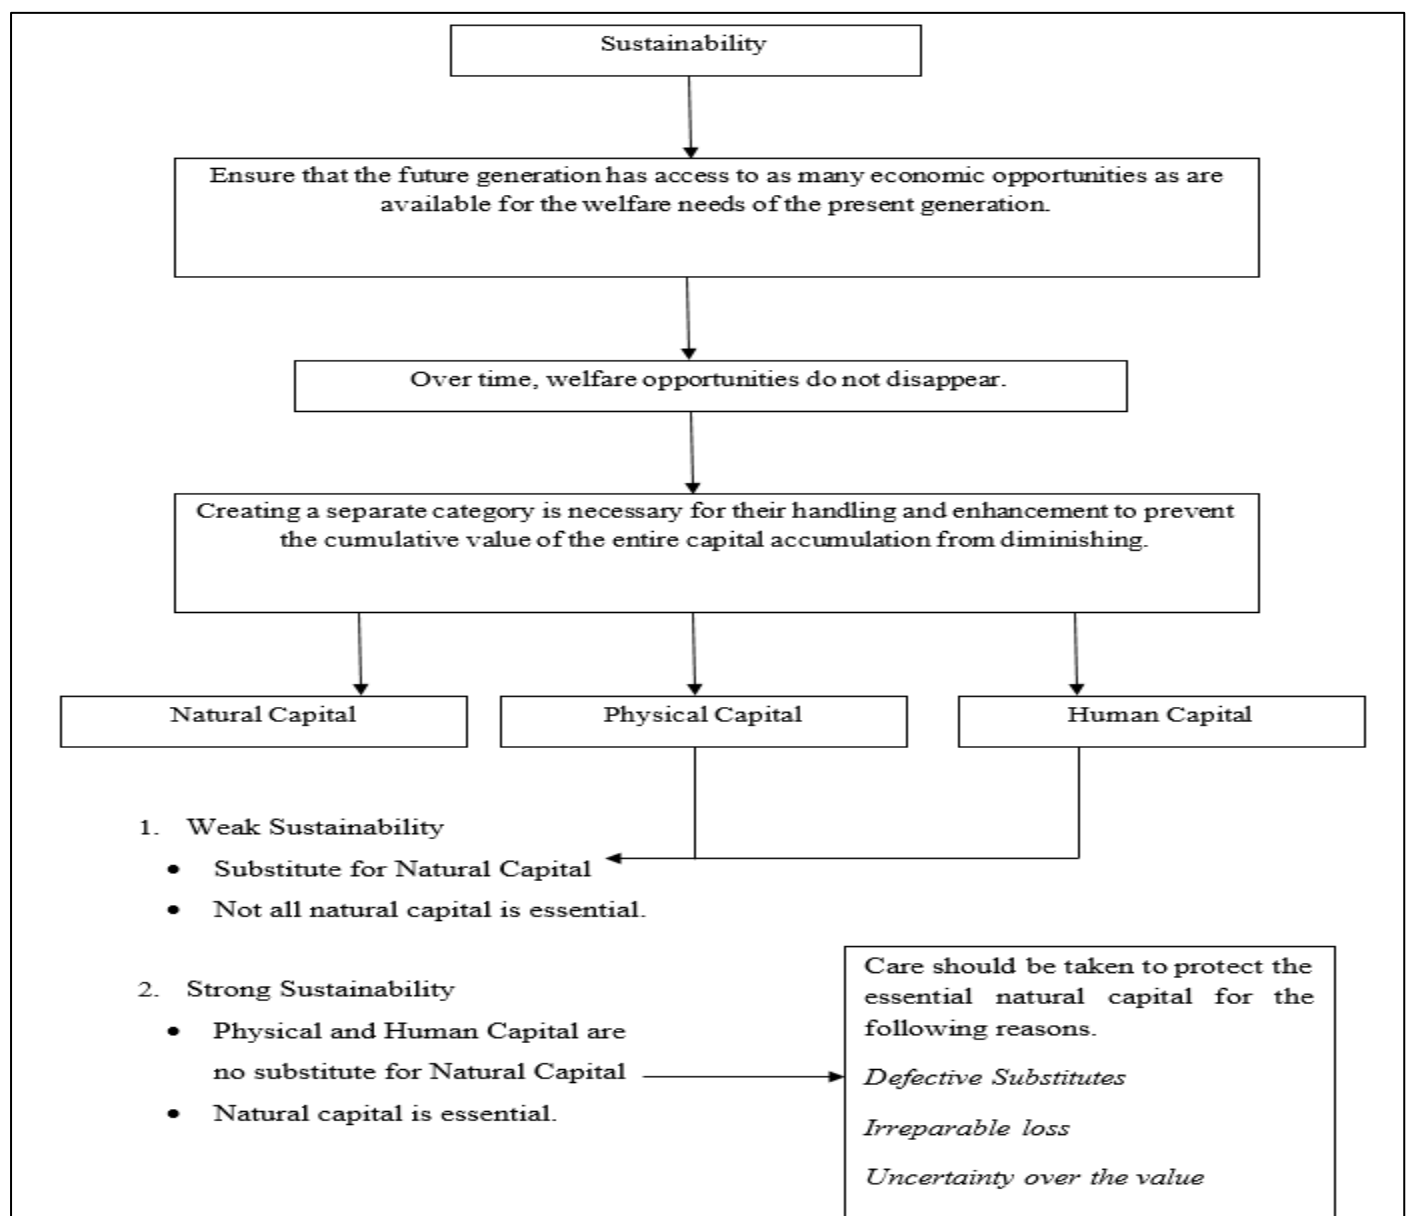 Sustainability
Ensure that the future generation has access to as many economic opportunities as are
available for the welfare needs of the present generation.
Over time, welfare opportunities do not disappear.
Creating a separate category is necessary for their handling and enhancement to prevent
the cumulative value of the entire capital accumulation from diminishing.
Natural Capital
Physical Capital
Human Capital
1. Weak Sustainability
• Substitute for Natural Capital
• Not all natural capital is essential.
2. Strong Sustainability
• Physical and Human Capital are
no substitute for Natural Capital
• Natural capital is essential.
Care should be taken to protect the
essential natural capital for the
following reasons.
Defective Substitutes
Irreparable loss
Uncertainty over the value